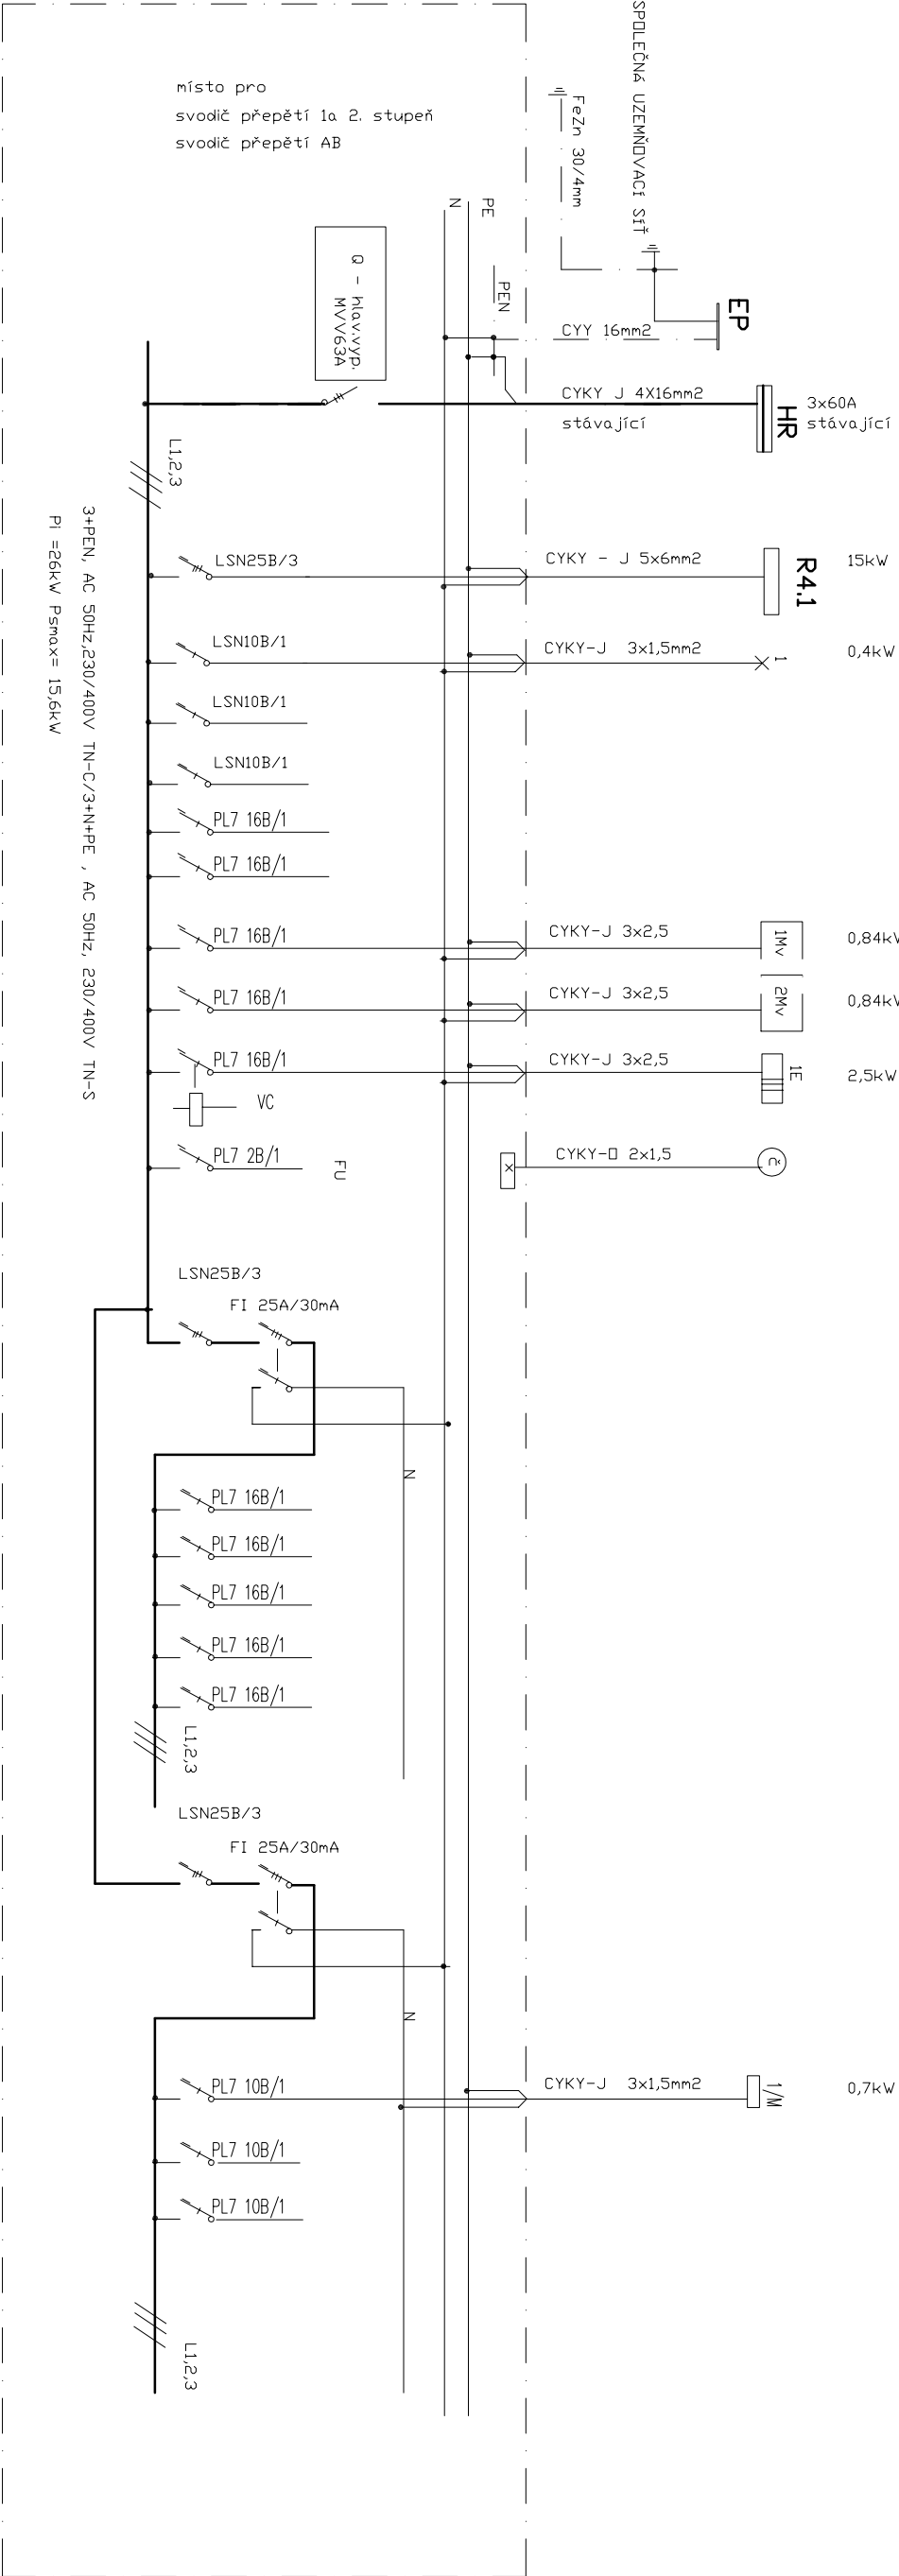 SPOLEČNÁ UZEMŇOVACÍ SÍŤ
místo pro
svodič přepětí 1a 2. stupeň
svodič přepětí AB
FeZn 30/4mm
N
PE
PEN
EP
CYY 16mm2
Q - hlav.vyp.
MVV63A
CYKY J 4X16mm2
stávající
HR
3x60A
stávající
L1,2,3
3+PEN, AC 50Hz,230/400V TN-C/3+N+PE , AC 50Hz, 230/400V TN-S
Pi =26kW Psmax= 15,6kW
LSN25B/3
CYKY - J 5x6mm2
R4.1
15kW
LSN10B/1
CYKY-J 3x1,5mm2
1
0,4kW
LSN10B/1
LSN10B/1
PL7 16B/1
PL7 16B/1
PL7 16B/1
CYKY-J 3x2,5
1Mv
0,84kW
PL7 16B/1
CYKY-J 3x2,5
2Mv
0,84kW
PL7 16B/1
CYKY-J 3x2,5
1E
2,5kW
VC
PL7 2B/1
FU
CYKY-O 2x1,5
LSN25B/3
FI 25A/30mA
N
PL7 16B/1
PL7 16B/1
PL7 16B/1
PL7 16B/1
PL7 16B/1
L1,2,3
LSN25B/3
FI 25A/30mA
N
PL7 10B/1
CYKY-J 3x1,5mm2
1/M
0,7kW
PL7 10B/1
PL7 10B/1
L1,2,3